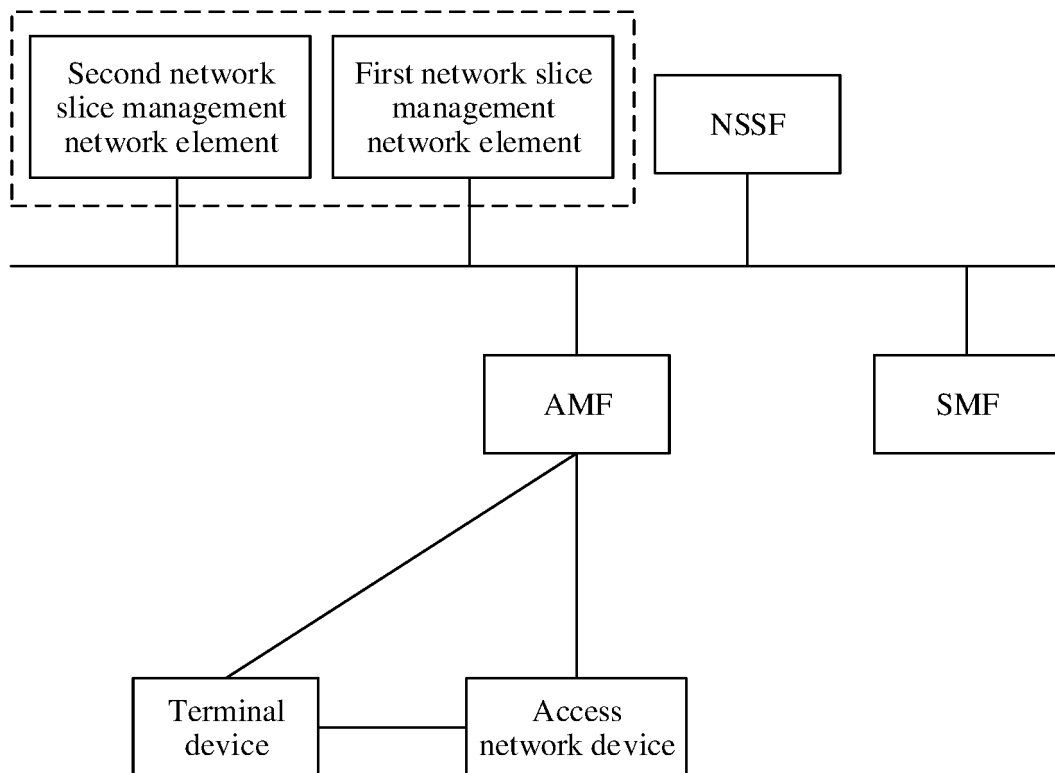 Second network
slice management
network element
First network slice
management
network element
NSSF
AMF
SMF
Terminal
device
Access
network device